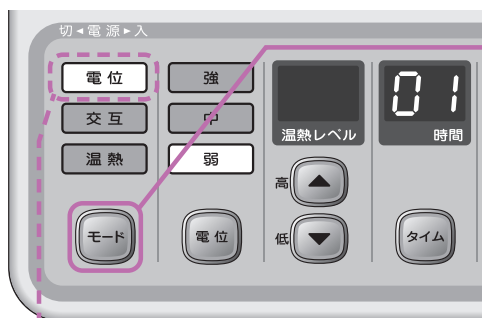 切◂電源▸入
電位
交互
温熱
モード
強
中
弱
電位
温熱レベル
高
低
01
時間
タイム